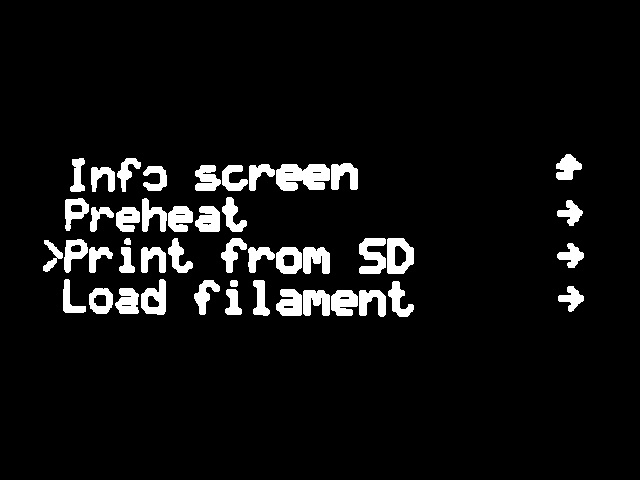 Info screen
Preheat →
>Print from SD →
Load filament →